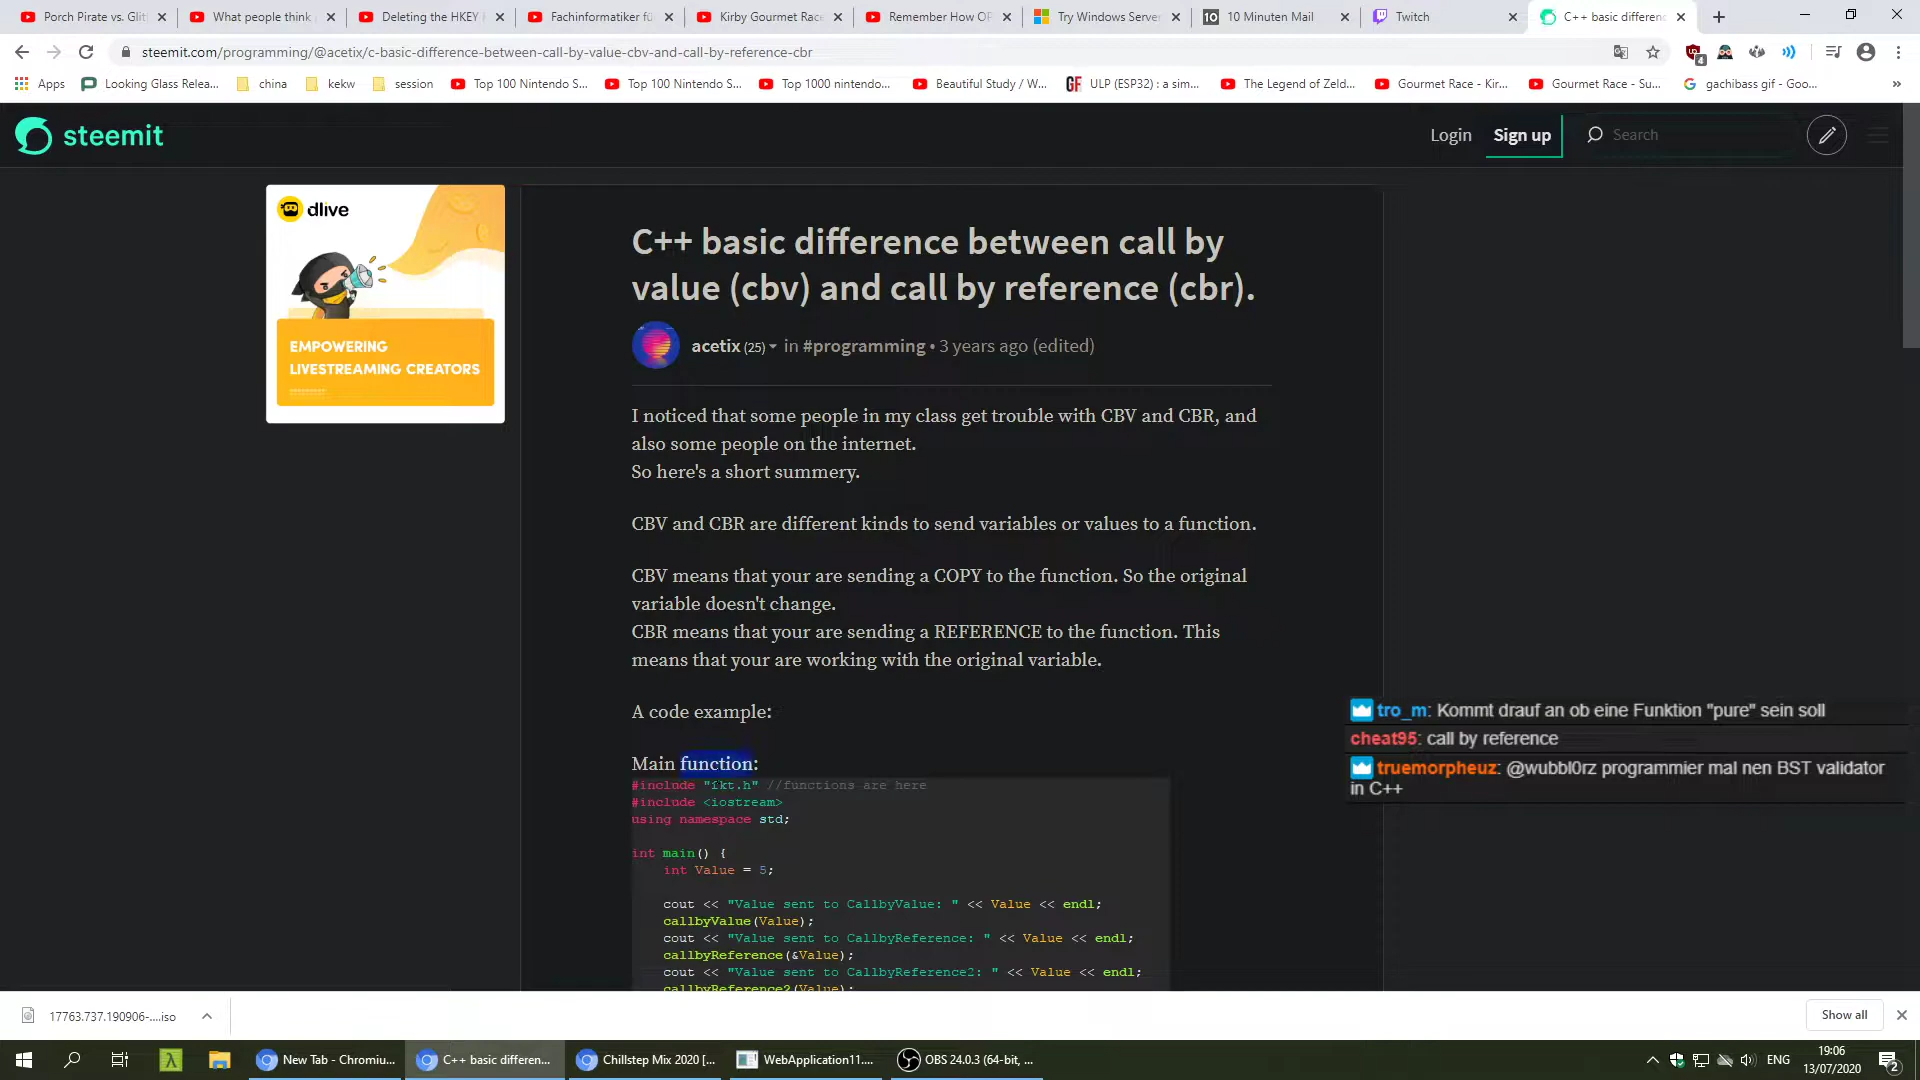 Porch Pirate vs. Glitt
What people think
Deleting the HKEY
Fachinformatiker fü
Kirby Gourmet Race
Remember How OP
Try Windows Server
10 Minuten Mail
Twitch
C++ basic differenc
steemit.com/programming/@acetix/c-basic-difference-between-call-by-value-cbv-and-call-by-reference-cbr
4
Apps
Looking Glass Relea...
china
kekw
session
Top 100 Nintendo S...
Top 100 Nintendo S...
Top 1000 nintendo...
Beautiful Study / W...
GF
ULP (ESP32) : a sim...
The Legend of Zeld...
Gourmet Race - Kir...
Gourmet Race - Su...
gachibass gif - Goo...
»
steemit
Login
Sign up
Search
dlive
EMPOWERING
LIVESTREAMING CREATORS
C++ basic difference between call by
value (cbv) and call by reference (cbr).
acetix (25) in #programming • 3 years ago (edited)
I noticed that some people in my class get trouble with CBV and CBR, and
also some people on the internet.
So here's a short summery.
CBV and CBR are different kinds to send variables or values to a function.
CBV means that your are sending a COPY to the function. So the original
variable doesn't change.
CBR means that your are sending a REFERENCE to the function. This
means that your are working with the original variable.
A code example:
Main function:
#include "fkt.h" //functions are here
#include <iostream>
using namespace std;
int main() {
int Value = 5;
cout << "Value sent to CallbyValue: " << Value << endl;
callbyValue(Value);
cout << "Value sent to CallbyReference: " << Value << endl;
callbyReference(&Value);
cout << "Value sent to CallbyReference2: " << Value << endl;
callbyReference2(Value);
tro_m: Kommt drauf an ob eine Funktion "pure" sein soll
cheat95: call by reference
truemorpheuz: @wubbl0rz programmier mal nen BST validator
in C++
17763.737.190906-....iso
Show all
New Tab - Chromiu...
C++ basic differen...
Chillstep Mix 2020 [...
WebApplication11....
OBS 24.0.3 (64-bit, ...
ENG
19:06
13/07/2020
2